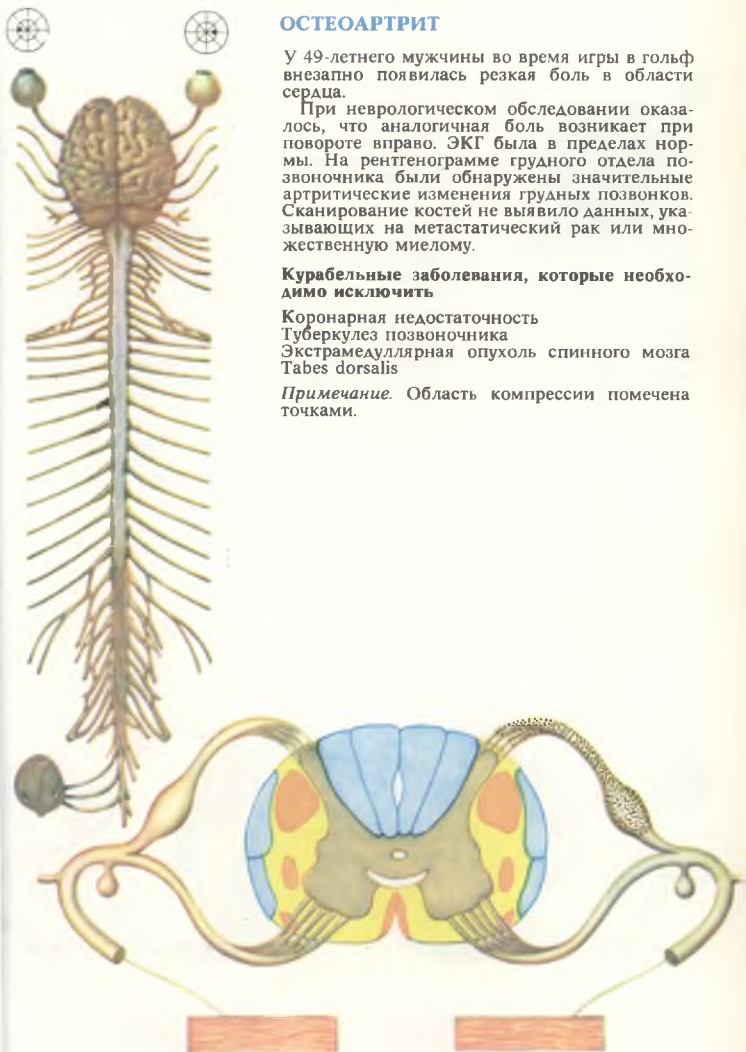 ОСТЕОАРТРИТ
У 49-летнего мужчины во время игры в гольф
внезапно появилась резкая боль в области
сердца.
При неврологическом обследовании оказа-
лось, что аналогичная боль возникает при
повороте вправо. ЭКГ была в пределах нор-
мы. На рентгенограмме грудного отдела по-
звоночника были обнаружены значительные
артритические изменения грудных позвонков.
Сканирование костей не выявило данных, ука-
зывающих на метастатический рак или мно-
жественную миелому.
Курабельные заболевания, которые необхо-
димо исключить
Коронарная недостаточность
Туберкулез позвоночника
Экстрамедуллярная опухоль спинного мозга
Tabes dorsalis
Примечание. Область компрессии помечена
точками.